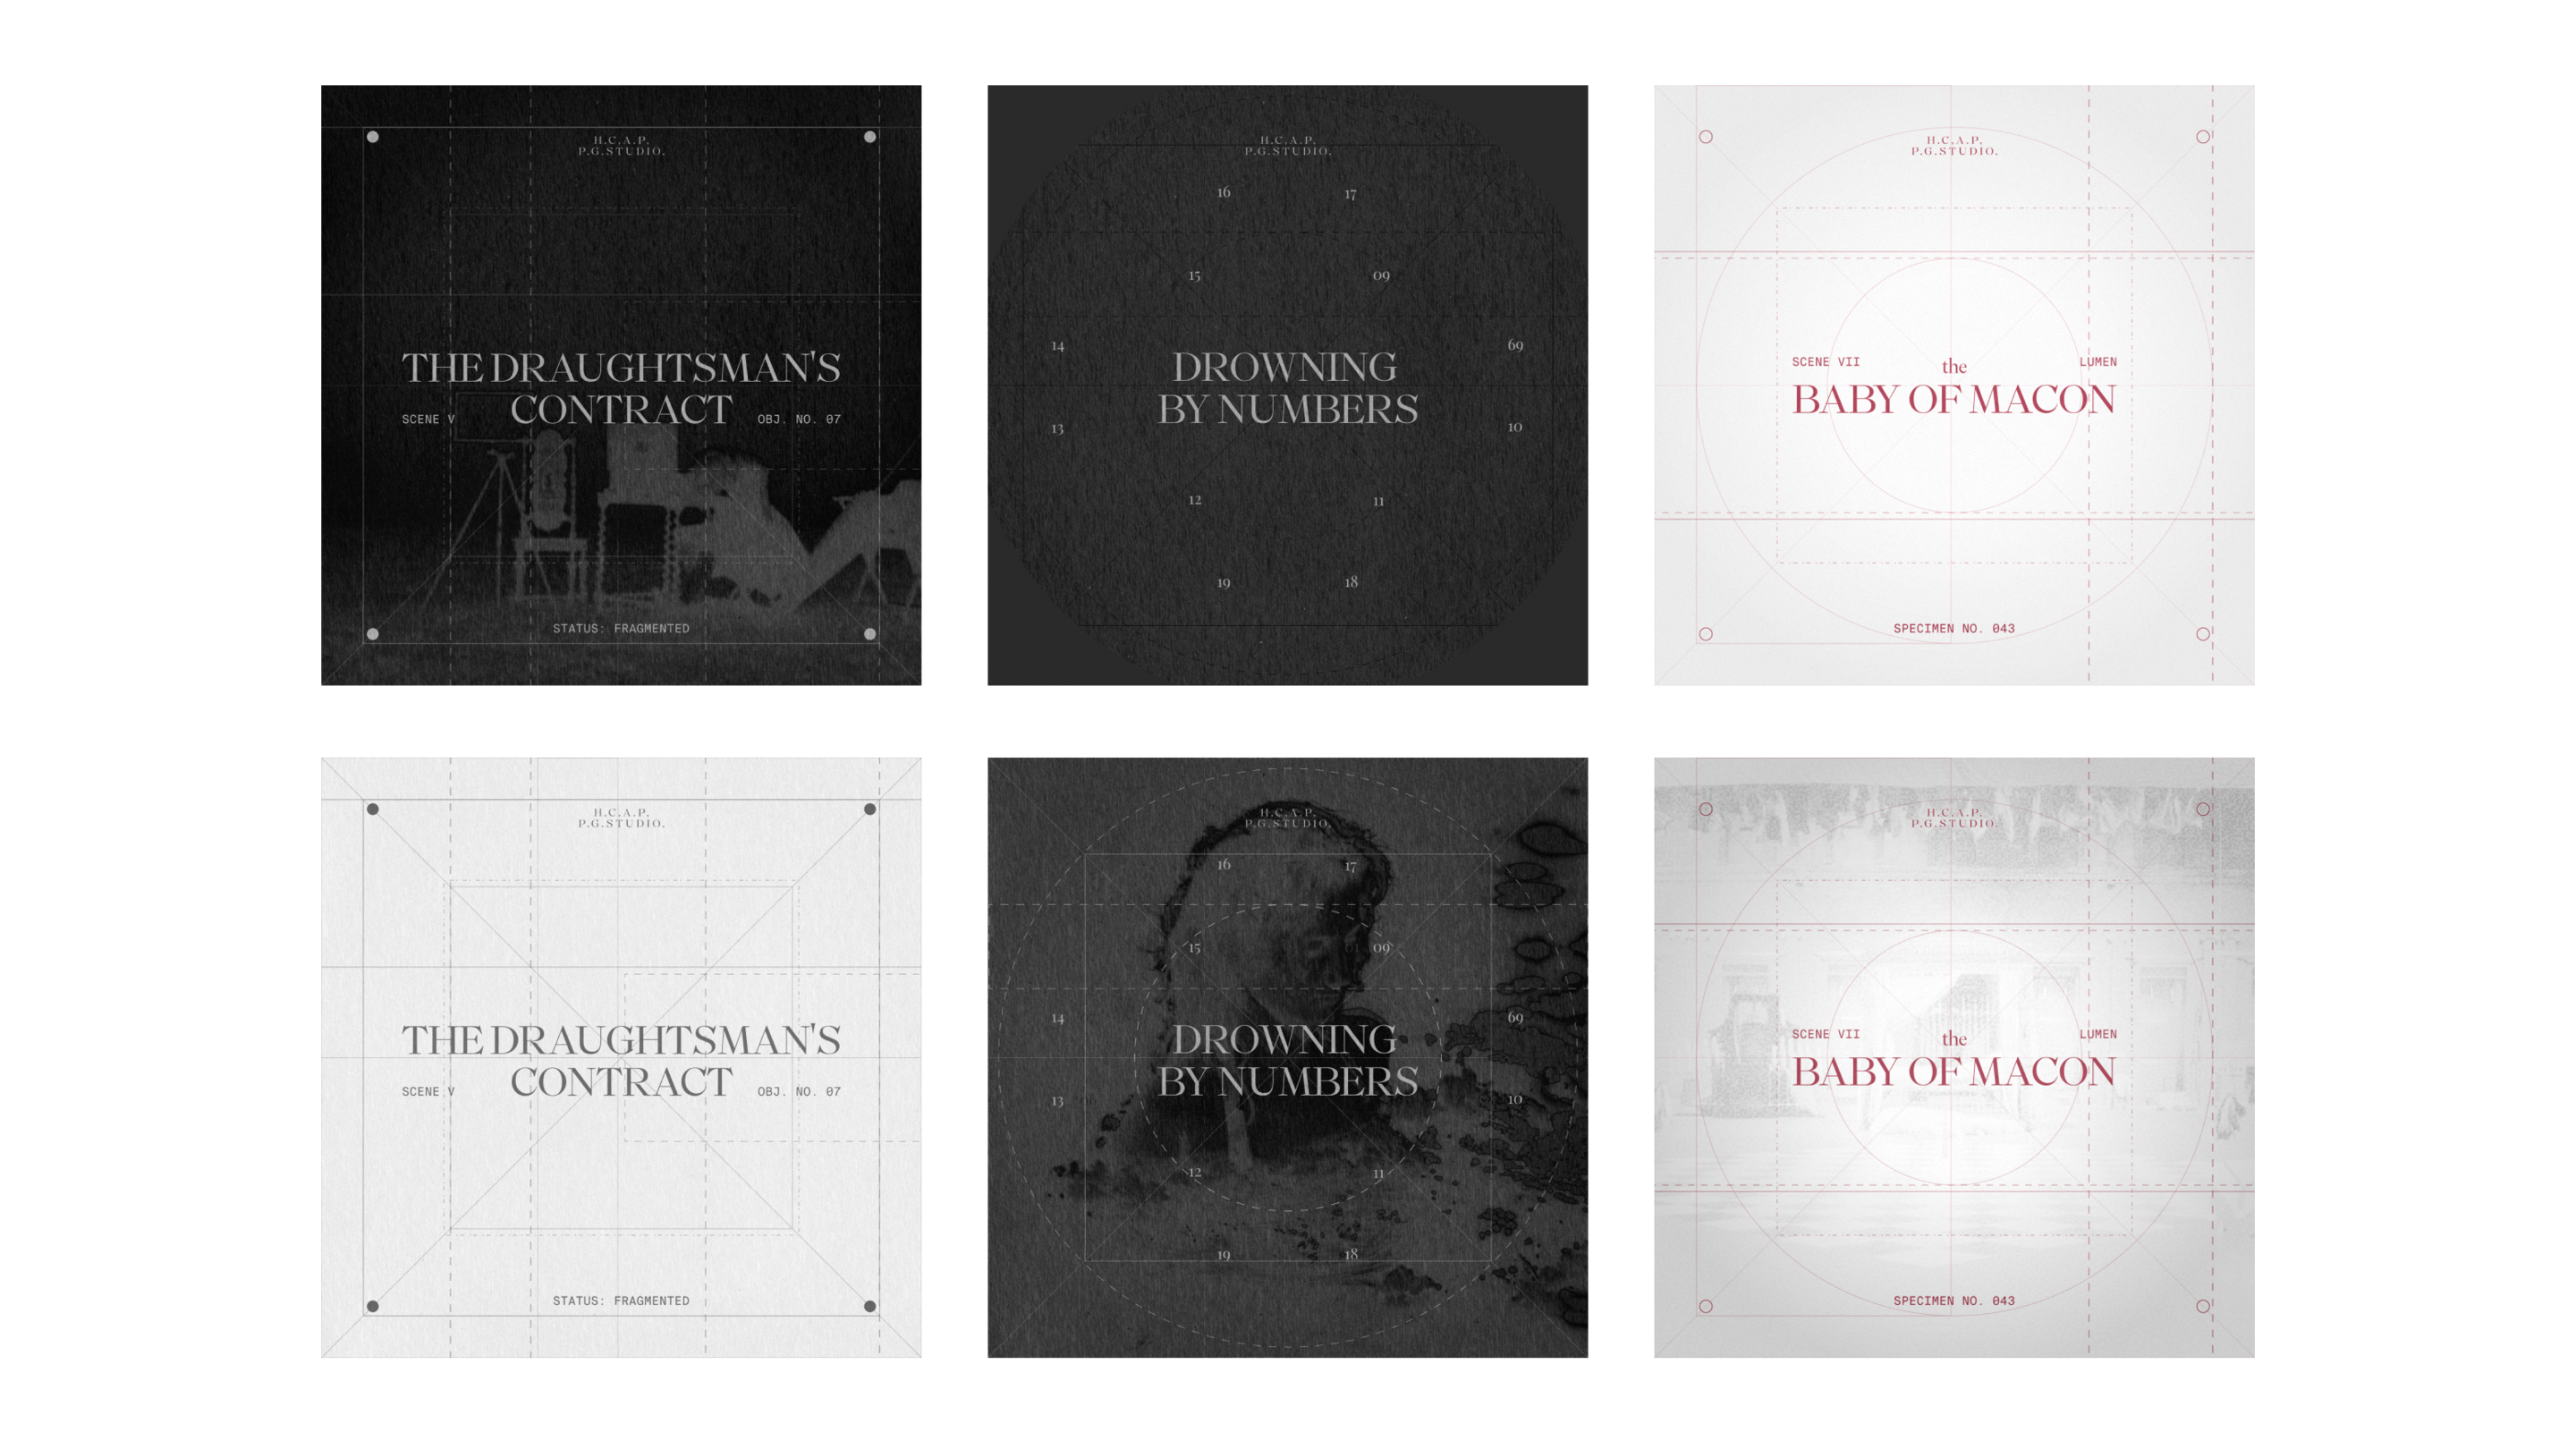 H.C.A.P.
P.G.STUDIO.
THE DRAUGHTSMAN'S
SCENE V CONTRACT OBJ. NO. 07
STATUS: FRAGMENTED
H.C.A.P.
P.G.STUDIO.
16 17
15 09
14 69
DROWNING
BY NUMBERS
13 10
12 11
19 18
H.C.A.P.
P.G.STUDIO.
SCENE VII the LUMEN
BABY OF MACON
SPECIMEN NO. 043
H.C.A.P.
P.G.STUDIO.
THE DRAUGHTSMAN'S
SCENE V CONTRACT OBJ. NO. 07
STATUS: FRAGMENTED
H.C.A.P.
P.G.STUDIO.
16 17
15 09
14 69
DROWNING
BY NUMBERS
13 10
12 11
19 18
H.C.A.P.
P.G.STUDIO.
SCENE VII the LUMEN
BABY OF MACON
SPECIMEN NO. 043